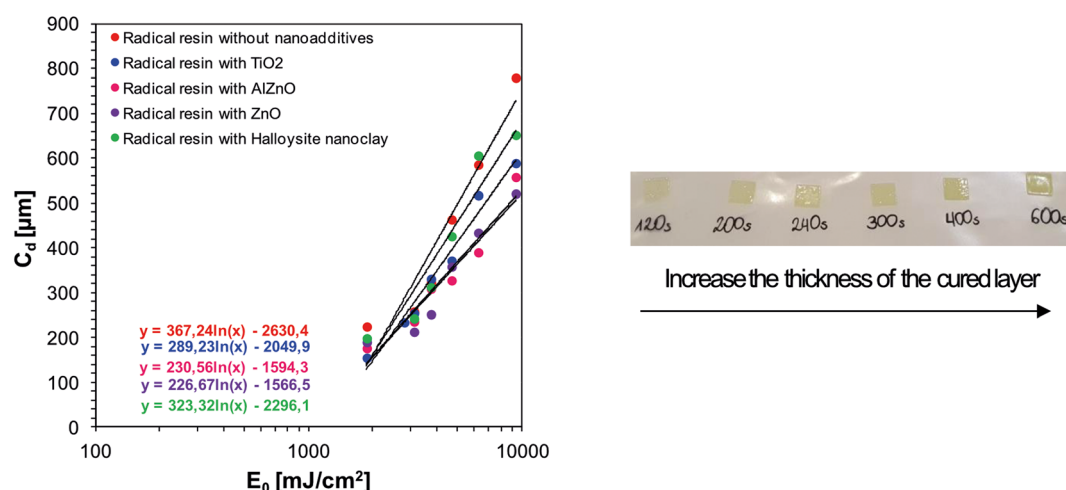 900
800
700
600
500
400
300
200
100
0
C_d [µm]
Radical resin without nanoadditives
Radical resin with TiO2
Radical resin with AlZnO
Radical resin with ZnO
Radical resin with Halloysite nanoclay
y = 367,24ln(x) - 2630,4
y = 289,23ln(x) - 2049,9
y = 230,56ln(x) - 1594,3
y = 226,67ln(x) - 1566,5
y = 323,32ln(x) - 2296,1
100 1000 10000
E₀ [mJ/cm²]
120s 200s 240s 300s 400s 600s
Increase the thickness of the cured layer